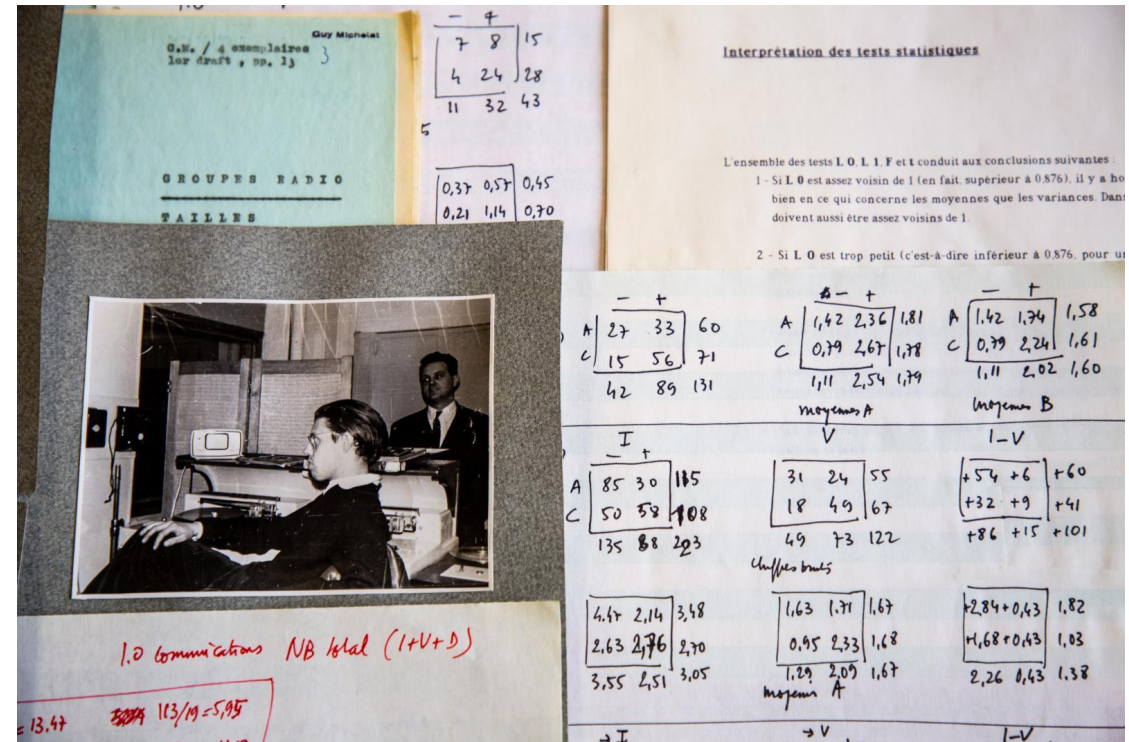 Guy Michelat
G.N. / 4 exemplaires
1er draft , pp. 13
3
GROUPES RADIO
TAILLES
- +
7 8 15
4 24 28
11 32 43
5
0,37 0,57 0,45
0,21 1,14 0,70
Interprétation des tests statistiques
L'ensemble des tests L 0, L 1, F et t conduit aux conclusions suivantes :
1 - Si L 0 est assez voisin de 1 (en fait, supérieur à 0,876), il y a ho
bien en ce qui concerne les moyennes que les variances. Dans
doivent aussi être assez voisins de 1.
2 - Si L 0 est trop petit (c'est-à-dire inférieur à 0,876, pour un
- +
A 27 33 60
C 15 56 71
42 89 131
- +
A 1,42 2,36 1,81
C 0,79 2,67 1,78
1,11 2,54 1,79
moyennes A
- +
A 1.42 1,74 1,58
C 0,79 2,24 1,61
1,11 2,02 1,60
moyennes B
I
- +
A 85 30 115
C 50 58 108
135 88 223
V
31 24 55
18 49 67
49 73 122
chiffres bruts
I-V
+54 +6 +60
+32 +9 +41
+86 +15 +101
4.47 2,14 3,48
2,63 2,76 2,70
3,55 2,51 3,05
1,63 1.71 1,67
0,95 2,33 1,68
1,29 2,09 1,67
moyennes A
+2,84 +0,43 1,82
+1,68 +0,43 1,03
2,26 0,43 1.38
→ I
→ V
I-V
1.0 Communications NB total (I+V+D)
= 13.47 113/19 = 5,95